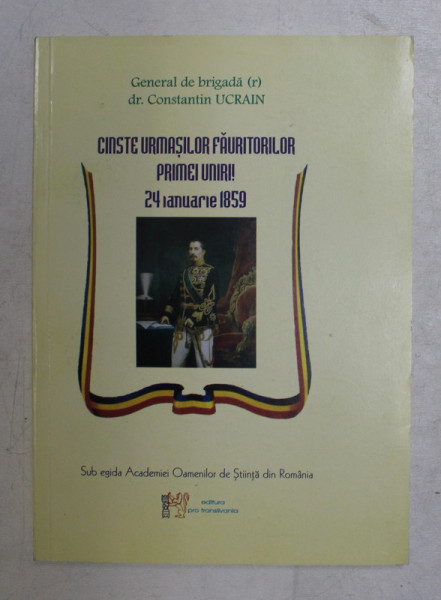 General de brigadă (r)
dr. Constantin UCRAIN
CINSTE URMAȘILOR FĂURITORILOR
PRIMEI UNIRI!
24 ianuarie 1859
Sub egida Academiei Oamenilor de Știință din România
editura
pro transilvania